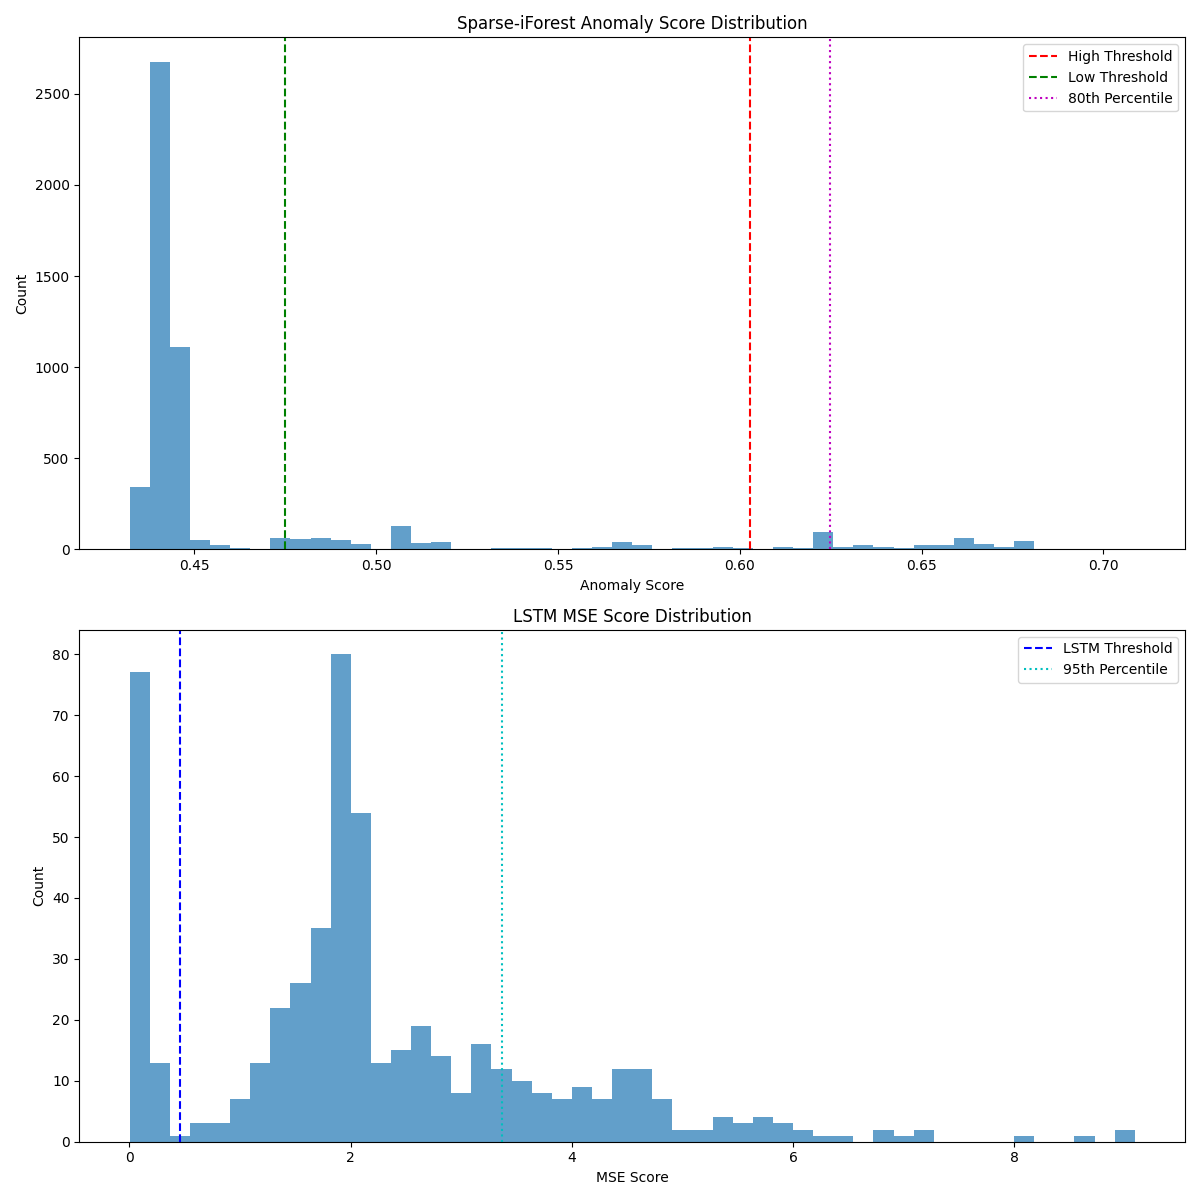 Sparse-iForest Anomaly Score Distribution
High Threshold
Low Threshold
80th Percentile
2500
2000
1500
1000
500
0
Count
0.45 0.50 0.55 0.60 0.65 0.70
Anomaly Score
LSTM MSE Score Distribution
LSTM Threshold
95th Percentile
80
70
60
50
40
30
20
10
0
Count
0 2 4 6 8
MSE Score